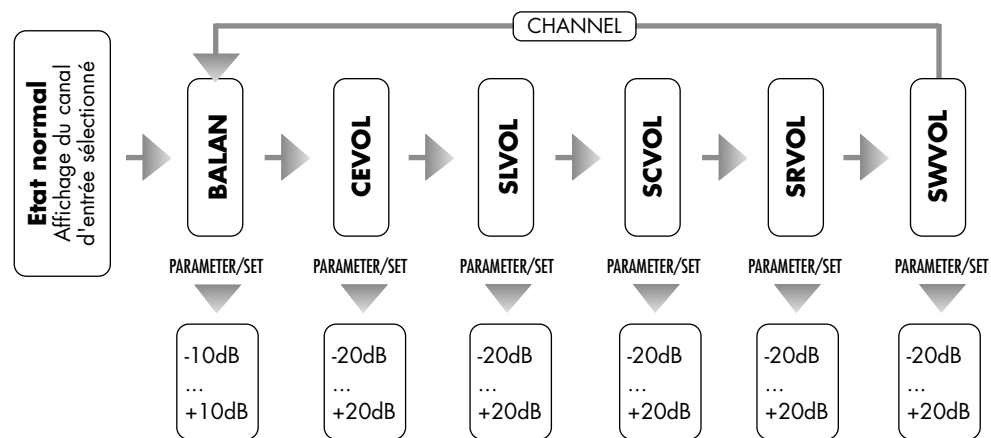 CHANNEL
Etat normal
Affichage du canal
d'entrée sélectionné
BALAN
CEVOL
SLVOL
SCVOL
SRVOL
SWVOL
PARAMETER/SET
PARAMETER/SET
PARAMETER/SET
PARAMETER/SET
PARAMETER/SET
PARAMETER/SET
-10dB
...
+10dB
-20dB
...
+20dB
-20dB
...
+20dB
-20dB
...
+20dB
-20dB
...
+20dB
-20dB
...
+20dB